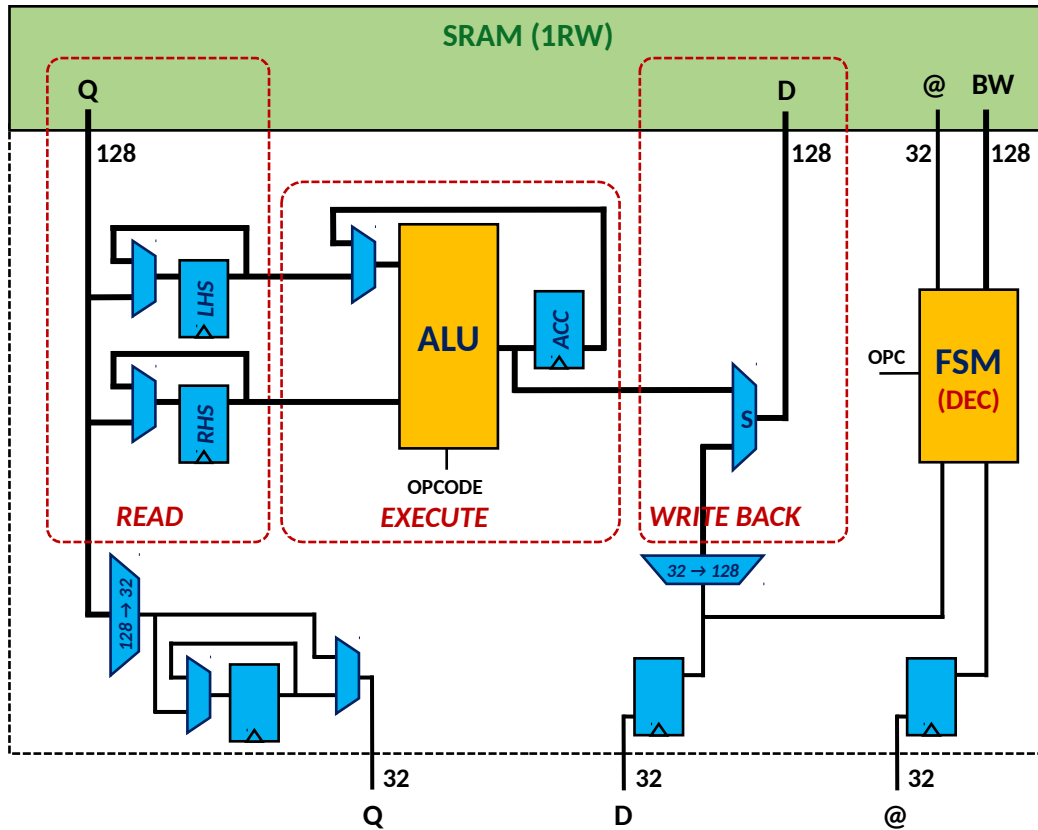 SRAM (1RW)
Q
D
@
BW
128
128
32
128
LHS
RHS
ALU
ACC
OPCODE
S
OPC
FSM
(DEC)
READ
EXECUTE
WRITE BACK
128 → 32
32 → 128
32
32
32
Q
D
@